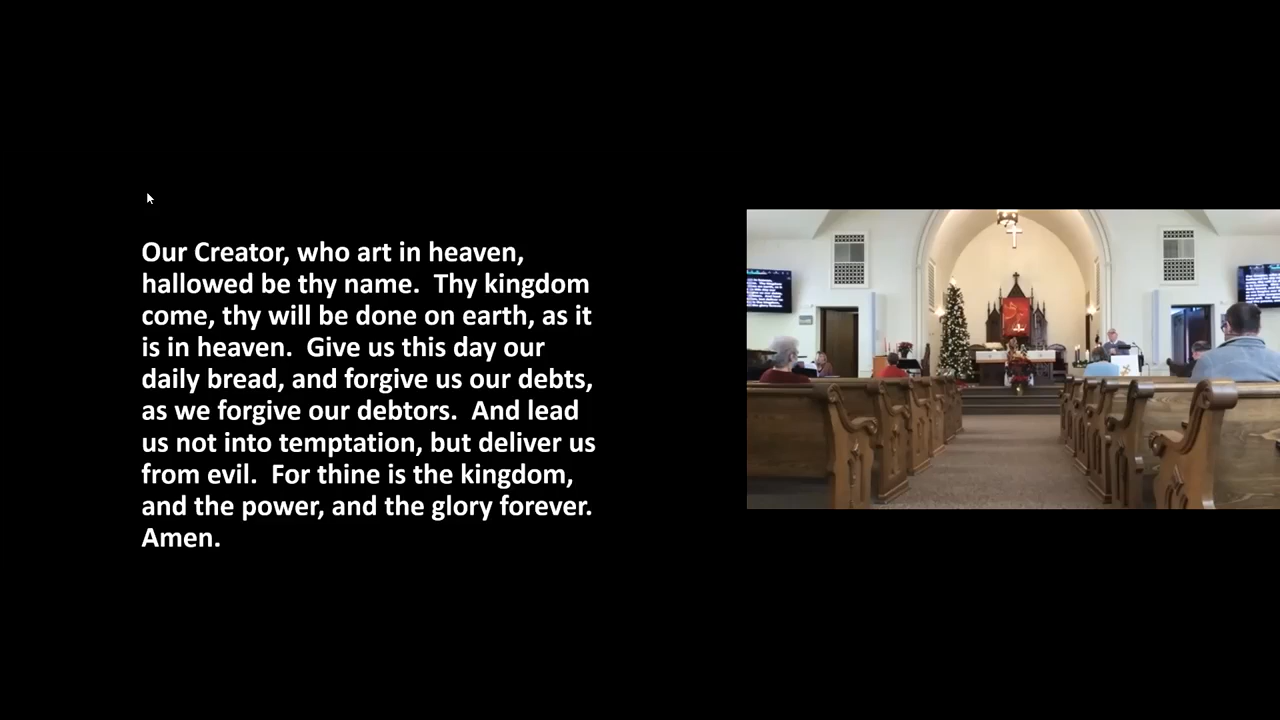 Our Creator, who art in heaven,
hallowed be thy name.  Thy kingdom
come, thy will be done on earth, as it
is in heaven.  Give us this day our
daily bread, and forgive us our debts,
as we forgive our debtors.  And lead
us not into temptation, but deliver us
from evil.  For thine is the kingdom,
and the power, and the glory forever.
Amen.